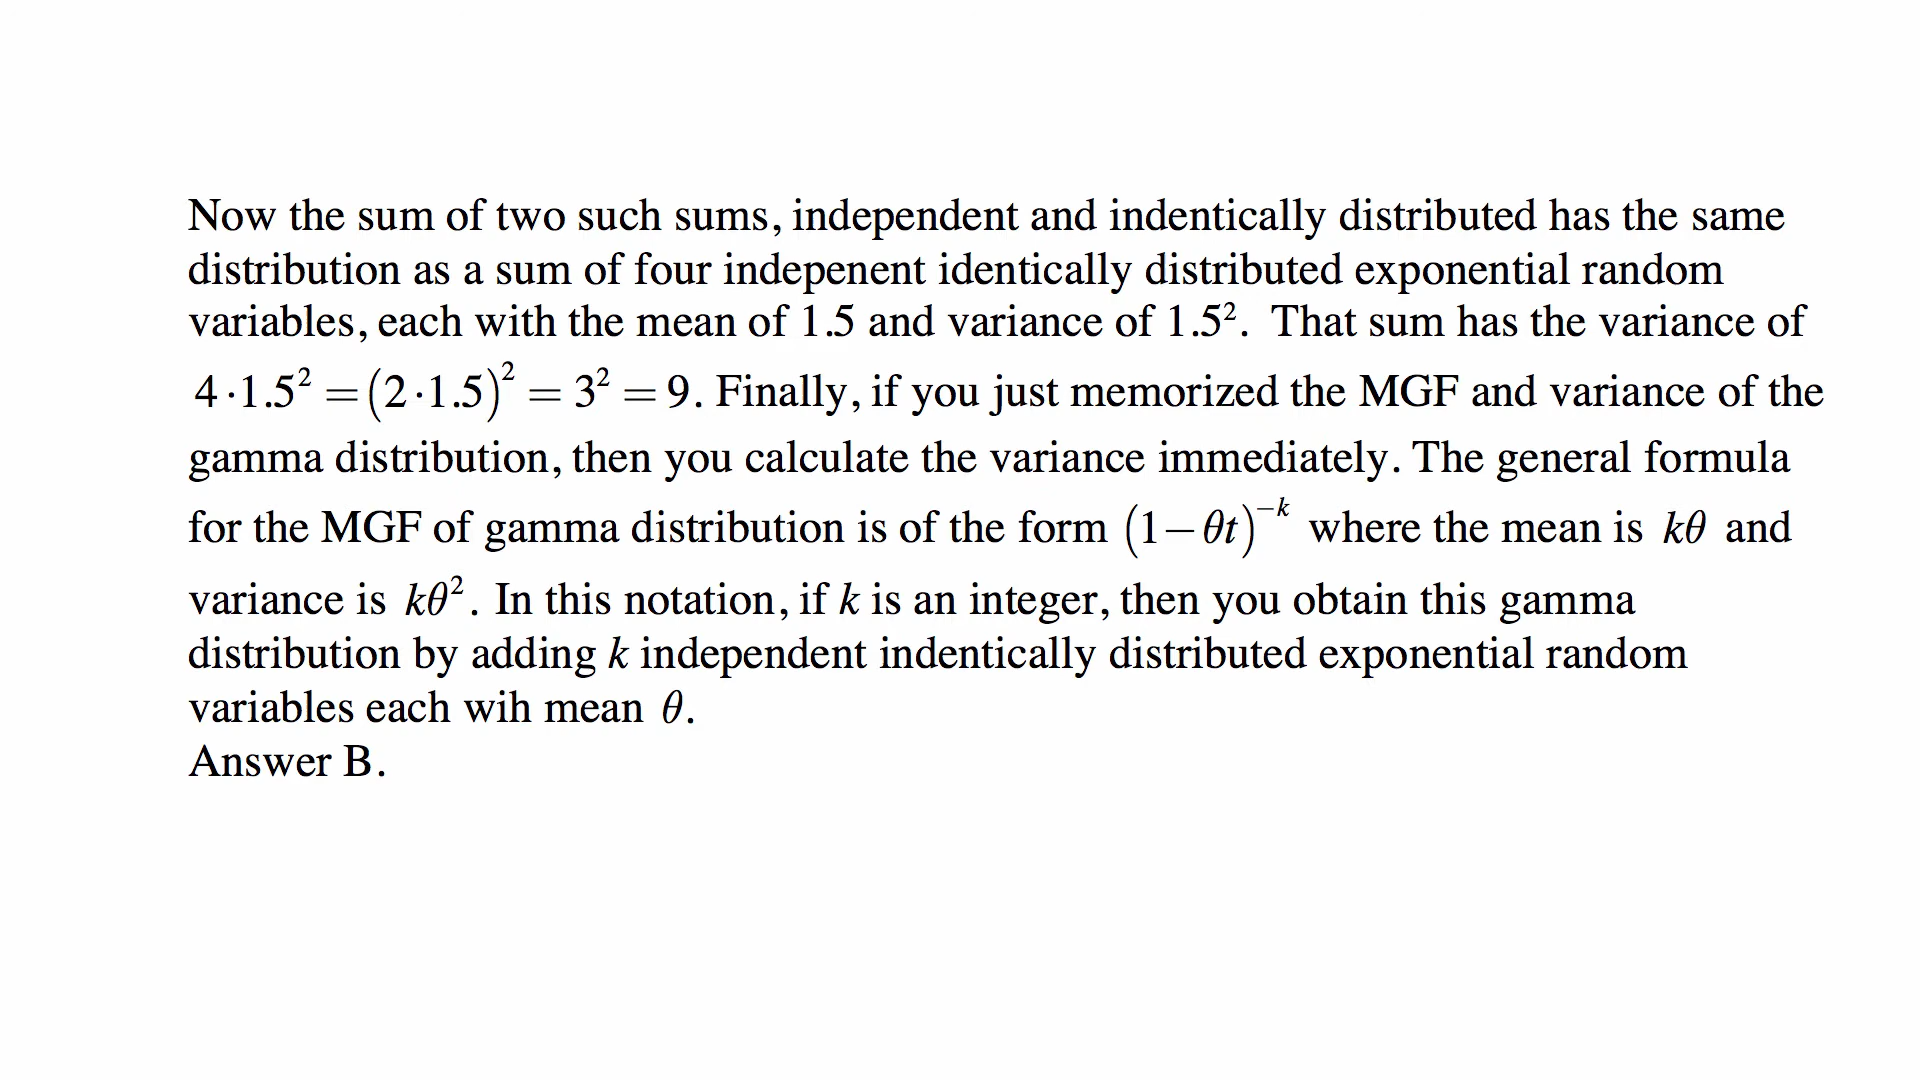 Now the sum of two such sums, independent and indentically distributed has the same
distribution as a sum of four indepenent identically distributed exponential random
variables, each with the mean of 1.5 and variance of 1.5². That sum has the variance of
4·1.5² = (2·1.5)² = 3² = 9. Finally, if you just memorized the MGF and variance of the
gamma distribution, then you calculate the variance immediately. The general formula
for the MGF of gamma distribution is of the form (1−θt)⁻ᵏ where the mean is kθ and
variance is kθ². In this notation, if k is an integer, then you obtain this gamma
distribution by adding k independent indentically distributed exponential random
variables each wih mean θ.
Answer B.